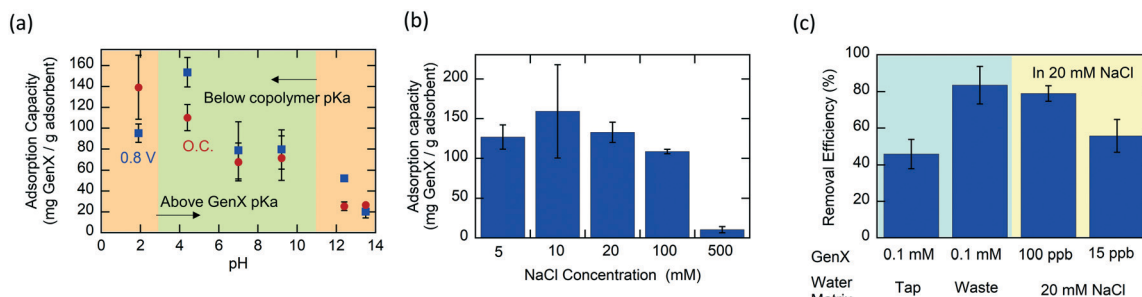 (a)
Adsorption Capacity
(mg GenX / g adsorbent)
160
140
120
100
80
60
40
20
0
Below copolymer pKa
0.8 V
O.C.
Above GenX pKa
0 2 4 6 8 10 12 14
pH
(b)
Adsorption Capacity
(mg GenX / g adsorbent)
200
150
100
50
0
5 10 20 100 500
NaCl Concentration (mM)
(c)
Removal Efficiency (%)
100
80
60
40
20
0
In 20 mM NaCl
GenX 0.1 mM 0.1 mM 100 ppb 15 ppb
Water
Matrix Tap Waste 20 mM NaCl